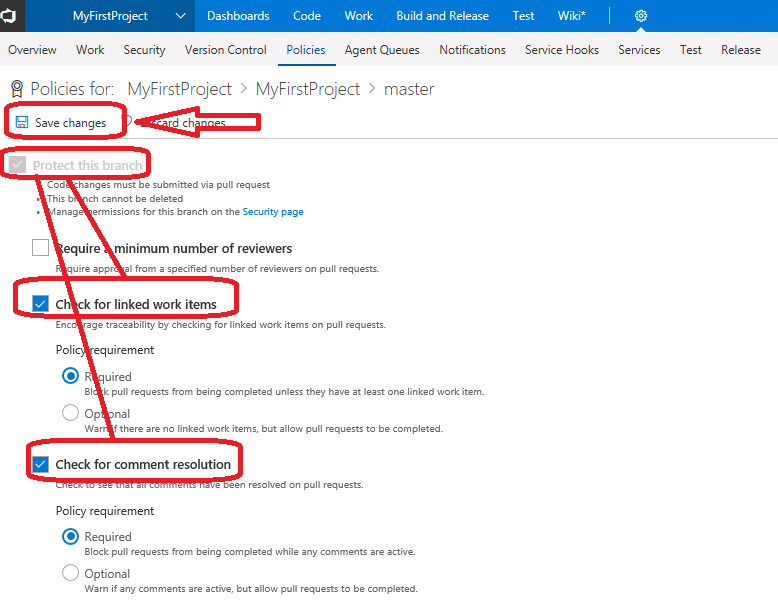 MyFirstProject Dashboards Code Work Build and Release Test Wiki*
Overview Work Security Version Control Policies Agent Queues Notifications Service Hooks Services Test Release
Policies for: MyFirstProject > MyFirstProject > master
Save changes Discard changes
Protect this branch
Code changes must be submitted via pull request
This branch cannot be deleted
Manage permissions for this branch on the Security page
Require a minimum number of reviewers
Require approval from a specified number of reviewers on pull requests.
Check for linked work items
Encourage traceability by checking for linked work items on pull requests.
Policy requirement
Required
Block pull requests from being completed unless they have at least one linked work item.
Optional
Warn if there are no linked work items, but allow pull requests to be completed.
Check for comment resolution
Check to see that all comments have been resolved on pull requests.
Policy requirement
Required
Block pull requests from being completed while any comments are active.
Optional
Warn if any comments are active, but allow pull requests to be completed.